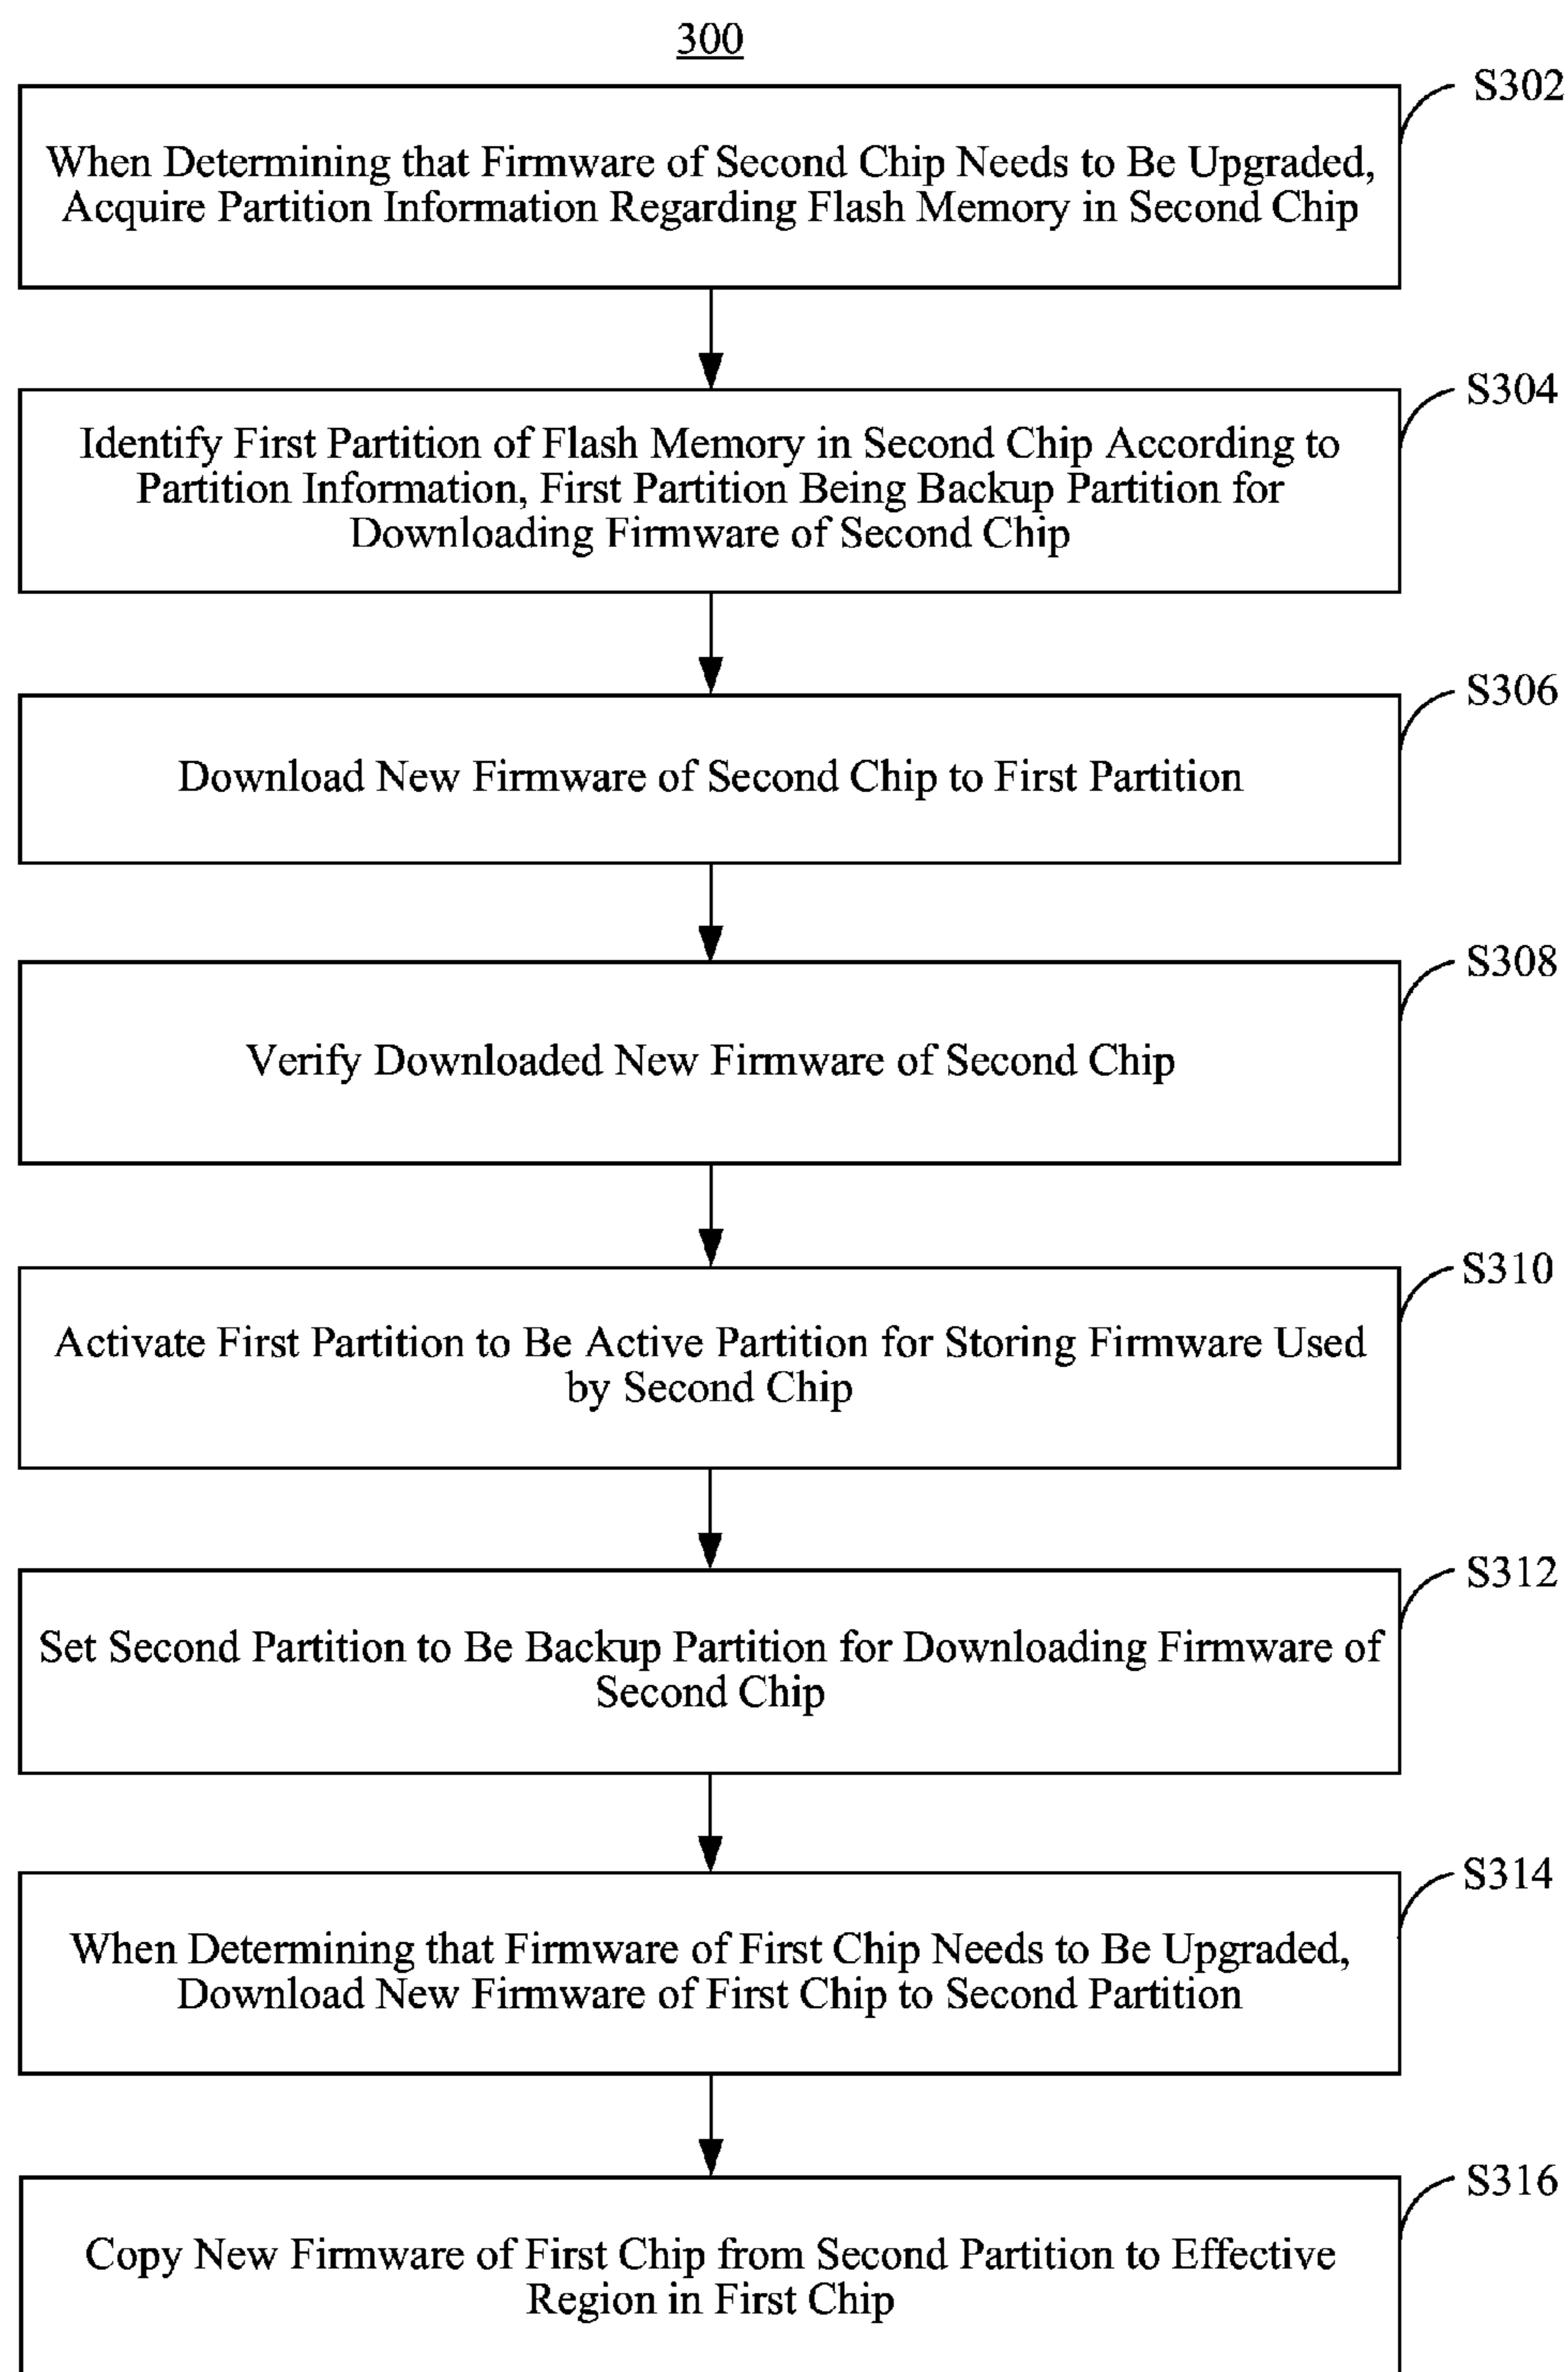 300
S302
When Determining that Firmware of Second Chip Needs to Be Upgraded,
Acquire Partition Information Regarding Flash Memory in Second Chip
S304
Identify First Partition of Flash Memory in Second Chip According to
Partition Information, First Partition Being Backup Partition for
Downloading Firmware of Second Chip
S306
Download New Firmware of Second Chip to First Partition
S308
Verify Downloaded New Firmware of Second Chip
S310
Activate First Partition to Be Active Partition for Storing Firmware Used
by Second Chip
S312
Set Second Partition to Be Backup Partition for Downloading Firmware of
Second Chip
S314
When Determining that Firmware of First Chip Needs to Be Upgraded,
Download New Firmware of First Chip to Second Partition
S316
Copy New Firmware of First Chip from Second Partition to Effective
Region in First Chip